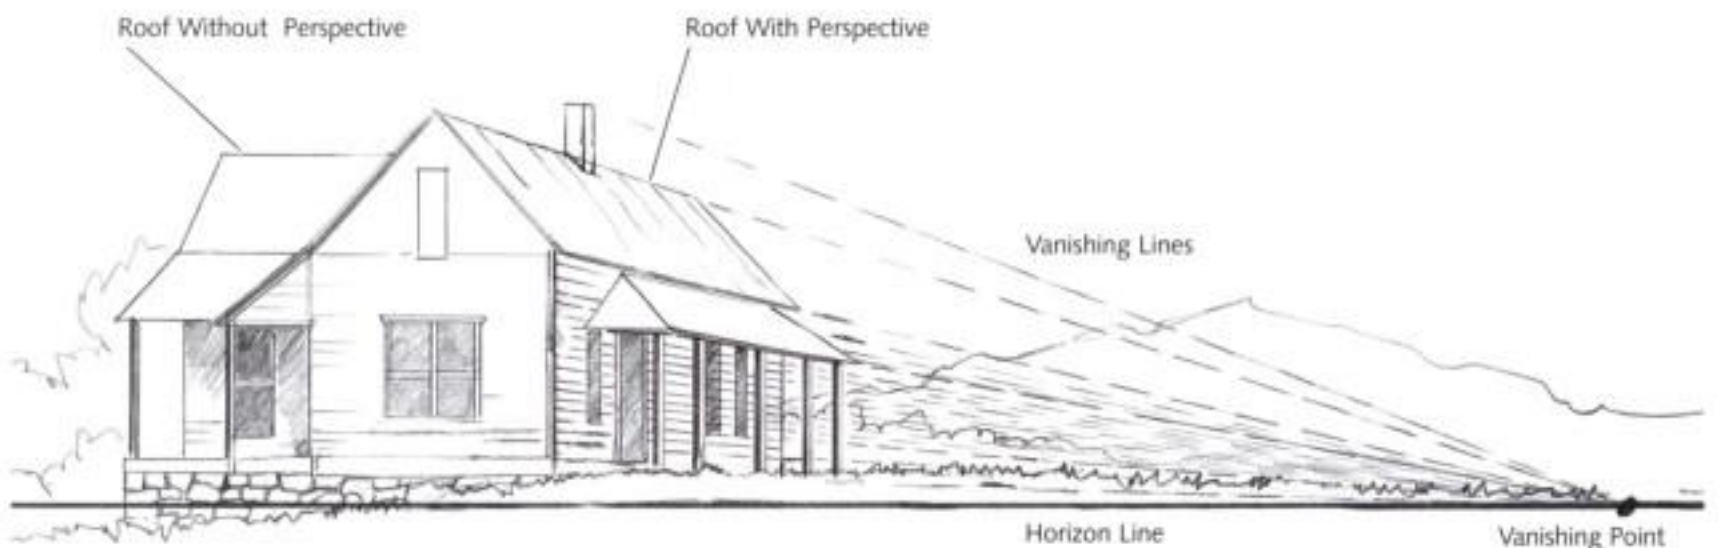 Roof Without Perspective
Roof With Perspective
Vanishing Lines
Horizon Line
Vanishing Point